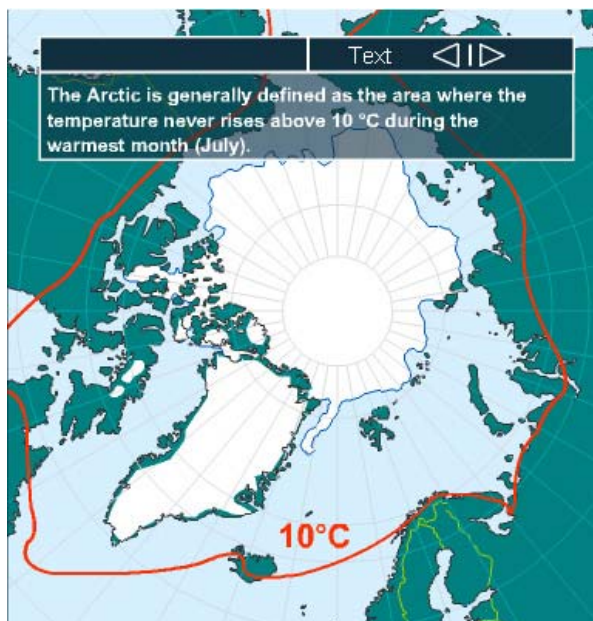 Text
The Arctic is generally defined as the area where the
temperature never rises above 10 °C during the
warmest month (July).
10°C